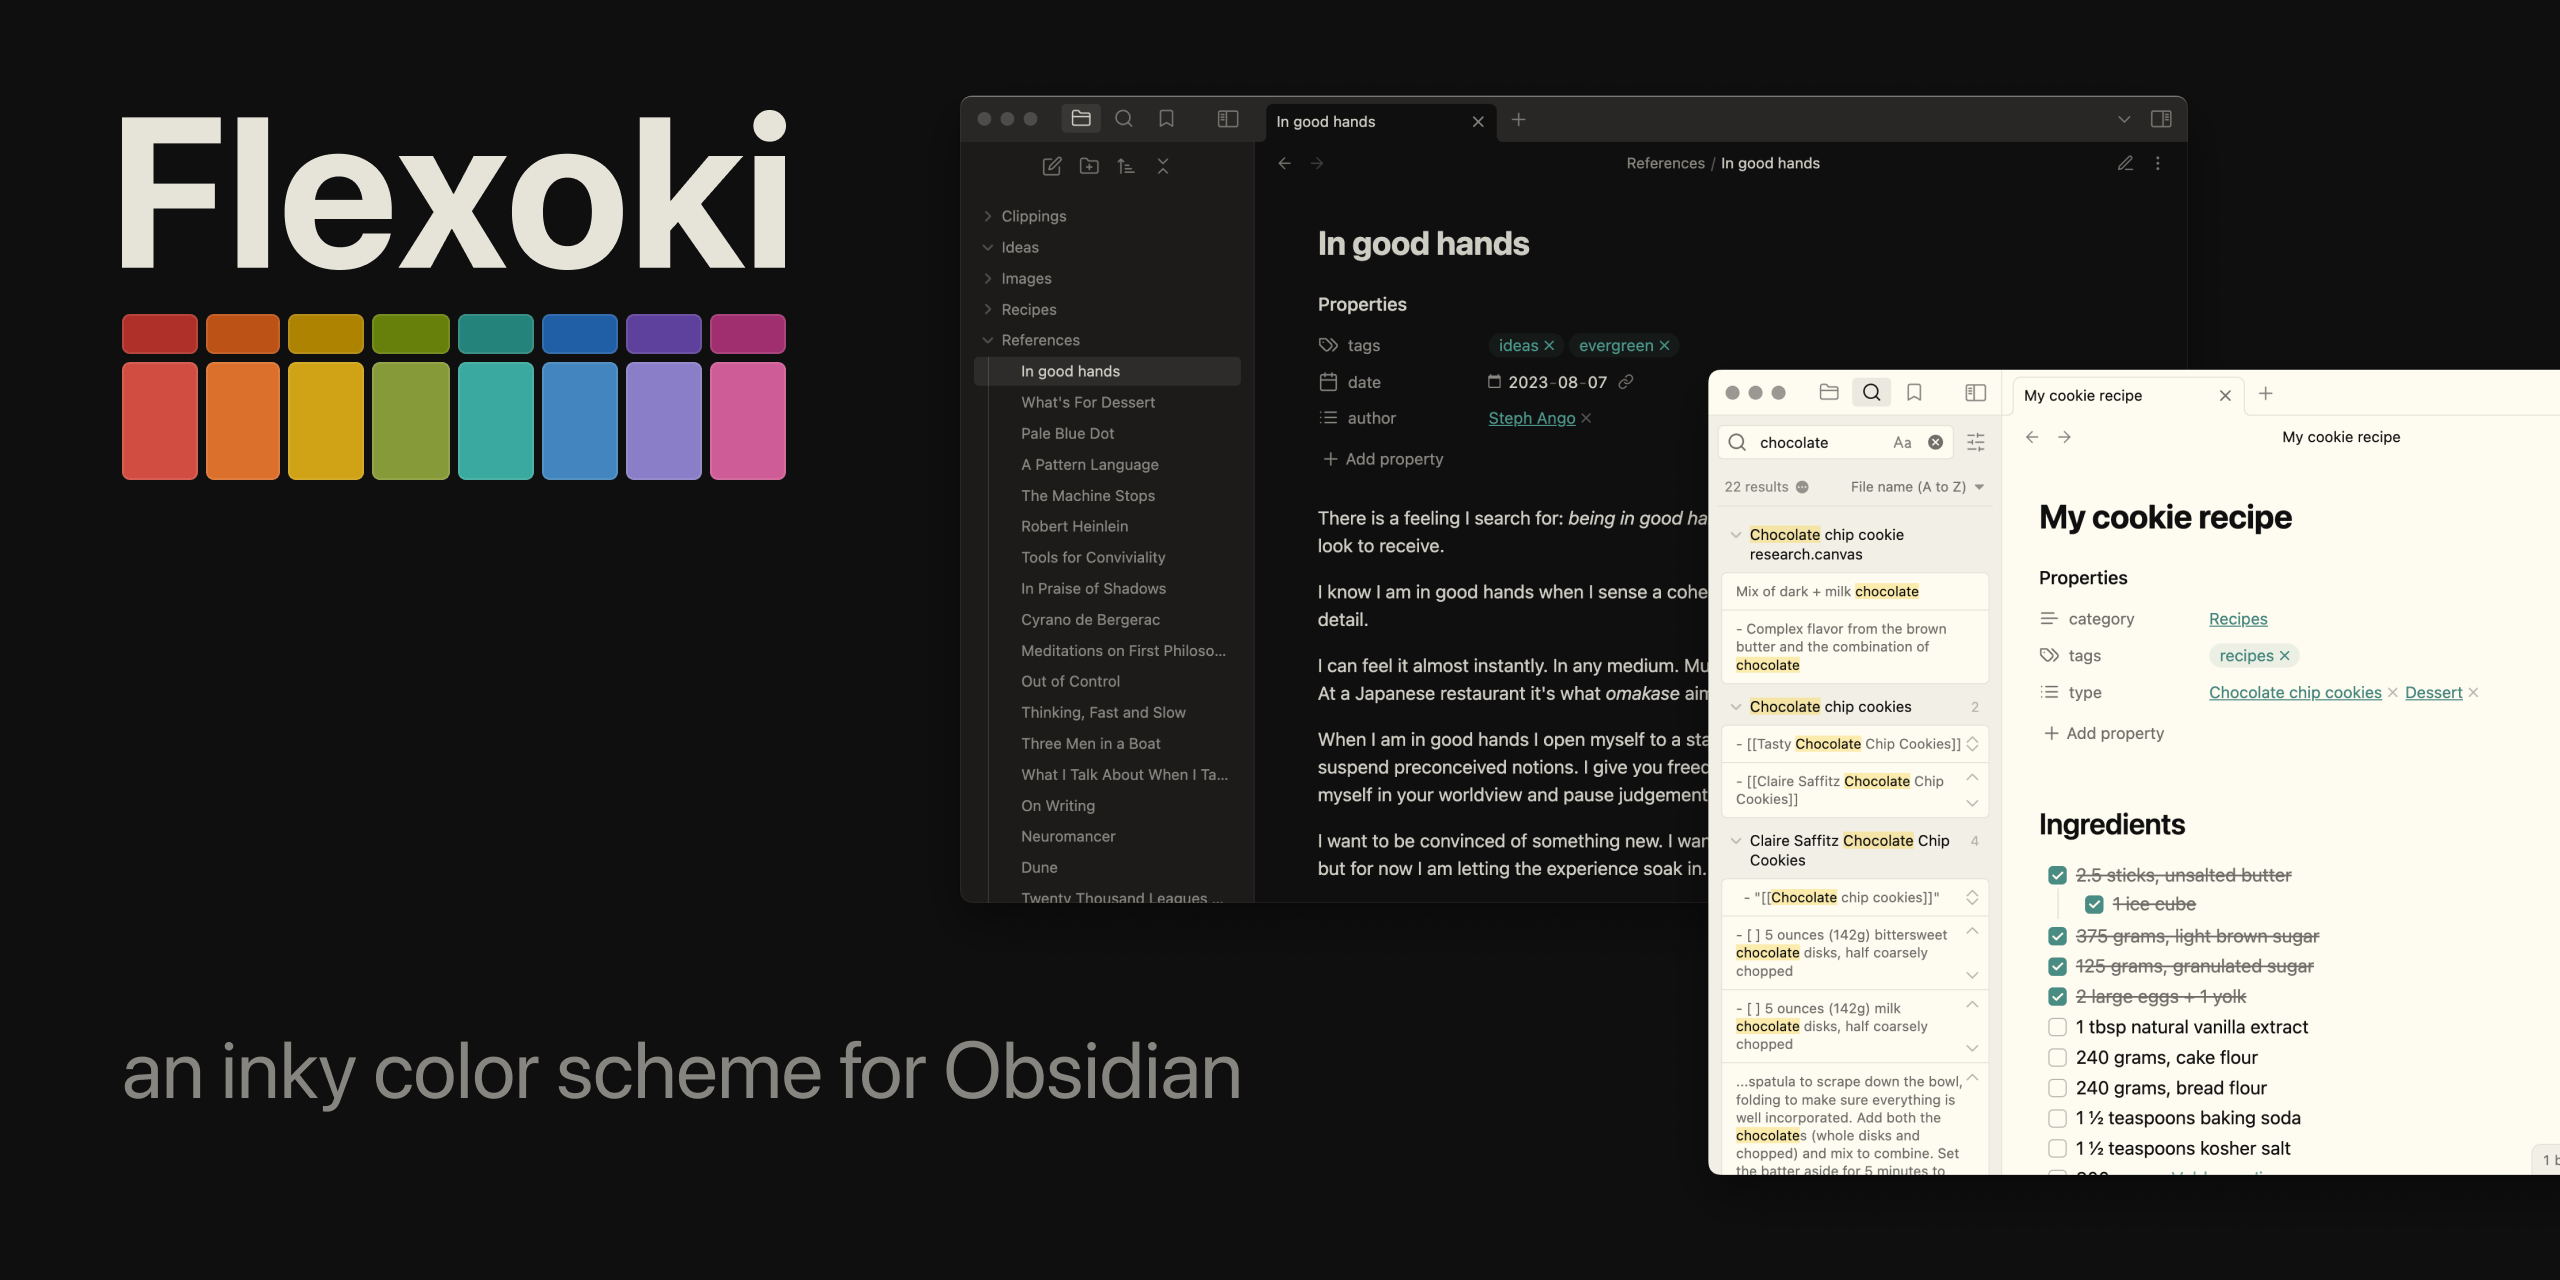 Flexoki
an inky color scheme for Obsidian
In good hands
References / In good hands
Clippings
Ideas
Images
Recipes
References
In good hands
What's For Dessert
Pale Blue Dot
A Pattern Language
The Machine Stops
Robert Heinlein
Tools for Conviviality
In Praise of Shadows
Cyrano de Bergerac
Meditations on First Philoso...
Out of Control
Thinking, Fast and Slow
Three Men in a Boat
What I Talk About When I Ta...
On Writing
Neuromancer
Dune
Twenty Thousand Leagues ...
In good hands
Properties
tags ideas evergreen
date 2023-08-07
author Steph Ango
Add property
There is a feeling I search for: being in good
look to receive.
I know I am in good hands when I sense a
detail.
I can feel it almost instantly. In any medium.
At a Japanese restaurant it's what omakase
When I am in good hands I open myself to a
suspend preconceived notions. I give you
myself in your worldview and pause judgement
I want to be convinced of something new. I
but for now I am letting the experience soak in.
My cookie recipe
chocolate Aa
22 results File name (A to Z)
Chocolate chip cookie
research.canvas
Mix of dark + milk chocolate
- Complex flavor from the brown
butter and the combination of
chocolate
Chocolate chip cookies 2
- [[Tasty Chocolate Chip Cookies]]
- [[Claire Saffitz Chocolate Chip
Cookies]]
Claire Saffitz Chocolate Chip 4
Cookies
- "[[Chocolate chip cookies]]"
- [ ] 5 ounces (142g) bittersweet
chocolate disks, half coarsely
chopped
- [ ] 5 ounces (142g) milk
chocolate disks, half coarsely
chopped
...spatula to scrape down the bowl,
folding to make sure everything is
well incorporated. Add both the
chocolates (whole disks and
chopped) and mix to combine. Set
the batter aside for 5 minutes to
My cookie recipe
My cookie recipe
Properties
category Recipes
tags recipes
type Chocolate chip cookies Dessert
Add property
Ingredients
2.5 sticks, unsalted butter
1 ice cube
375 grams, light brown sugar
125 grams, granulated sugar
2 large eggs + 1 yolk
1 tbsp natural vanilla extract
240 grams, cake flour
240 grams, bread flour
1 ½ teaspoons baking soda
1 ½ teaspoons kosher salt